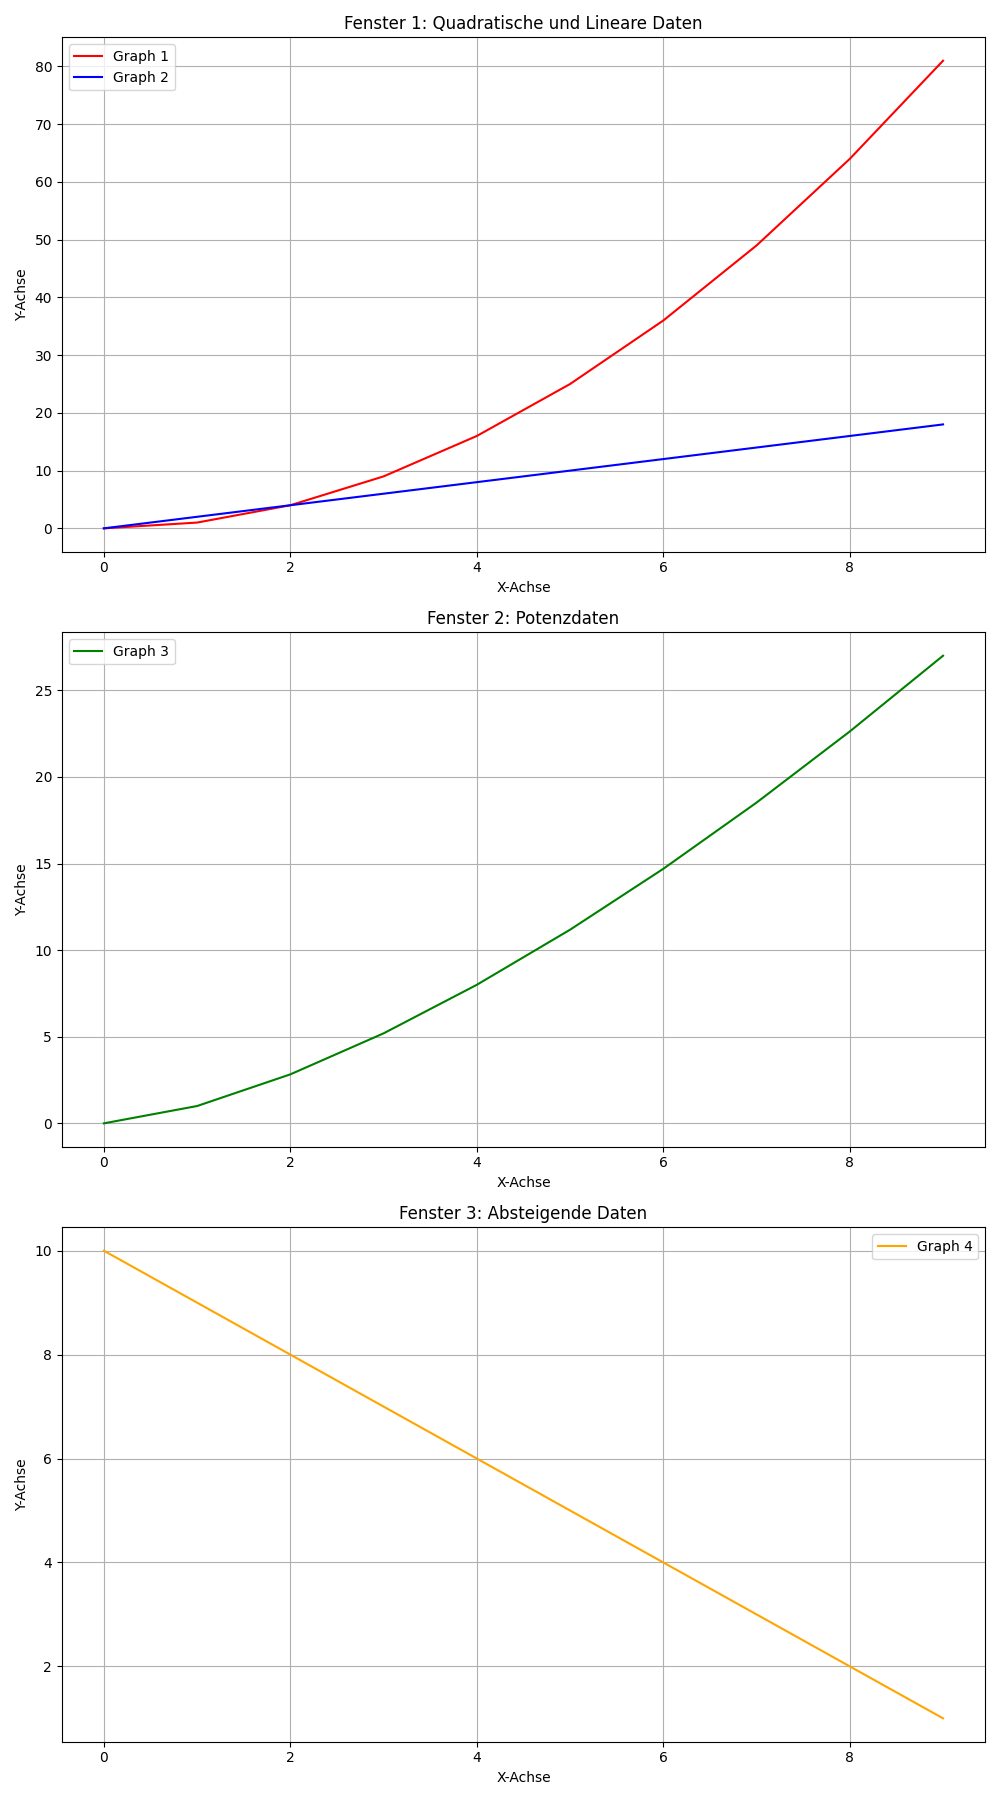 Fenster 1: Quadratische und Lineare Daten
Graph 1
Graph 2
80
70
60
50
40
30
20
10
0
Y-Achse
0 2 4 6 8
X-Achse
Fenster 2: Potenzdaten
Graph 3
25
20
15
10
5
0
Y-Achse
0 2 4 6 8
X-Achse
Fenster 3: Absteigende Daten
Graph 4
10
8
6
4
2
Y-Achse
0 2 4 6 8
X-Achse